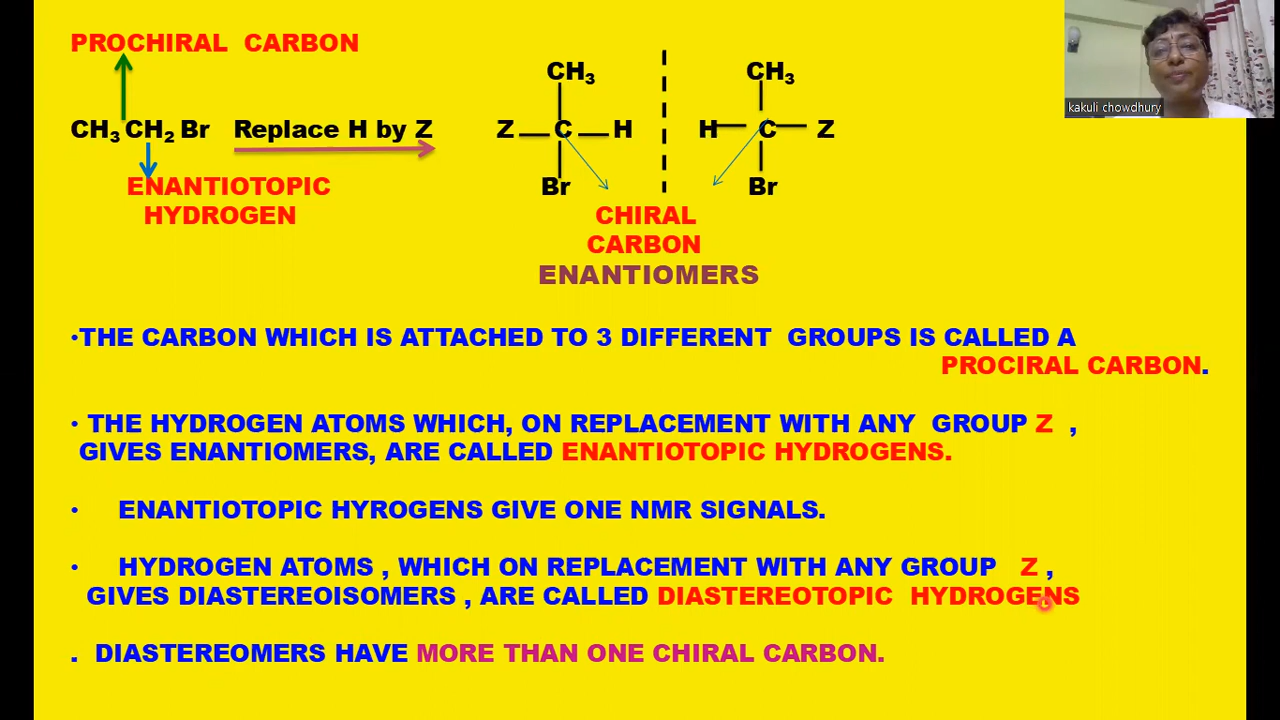 PROCHIRAL CARBON
CH3 CH2 Br Replace H by Z
ENANTIOTOPIC
HYDROGEN
CH3
Z C H
Br
CH3
H C Z
Br
CHIRAL
CARBON
ENANTIOMERS
kakuli chowdhury
•THE CARBON WHICH IS ATTACHED TO 3 DIFFERENT GROUPS IS CALLED A
PROCIRAL CARBON.
• THE HYDROGEN ATOMS WHICH, ON REPLACEMENT WITH ANY GROUP Z ,
GIVES ENANTIOMERS, ARE CALLED ENANTIOTOPIC HYDROGENS.
• ENANTIOTOPIC HYROGENS GIVE ONE NMR SIGNALS.
• HYDROGEN ATOMS , WHICH ON REPLACEMENT WITH ANY GROUP Z ,
GIVES DIASTEREOISOMERS , ARE CALLED DIASTEREOTOPIC HYDROGENS
. DIASTEREOMERS HAVE MORE THAN ONE CHIRAL CARBON.